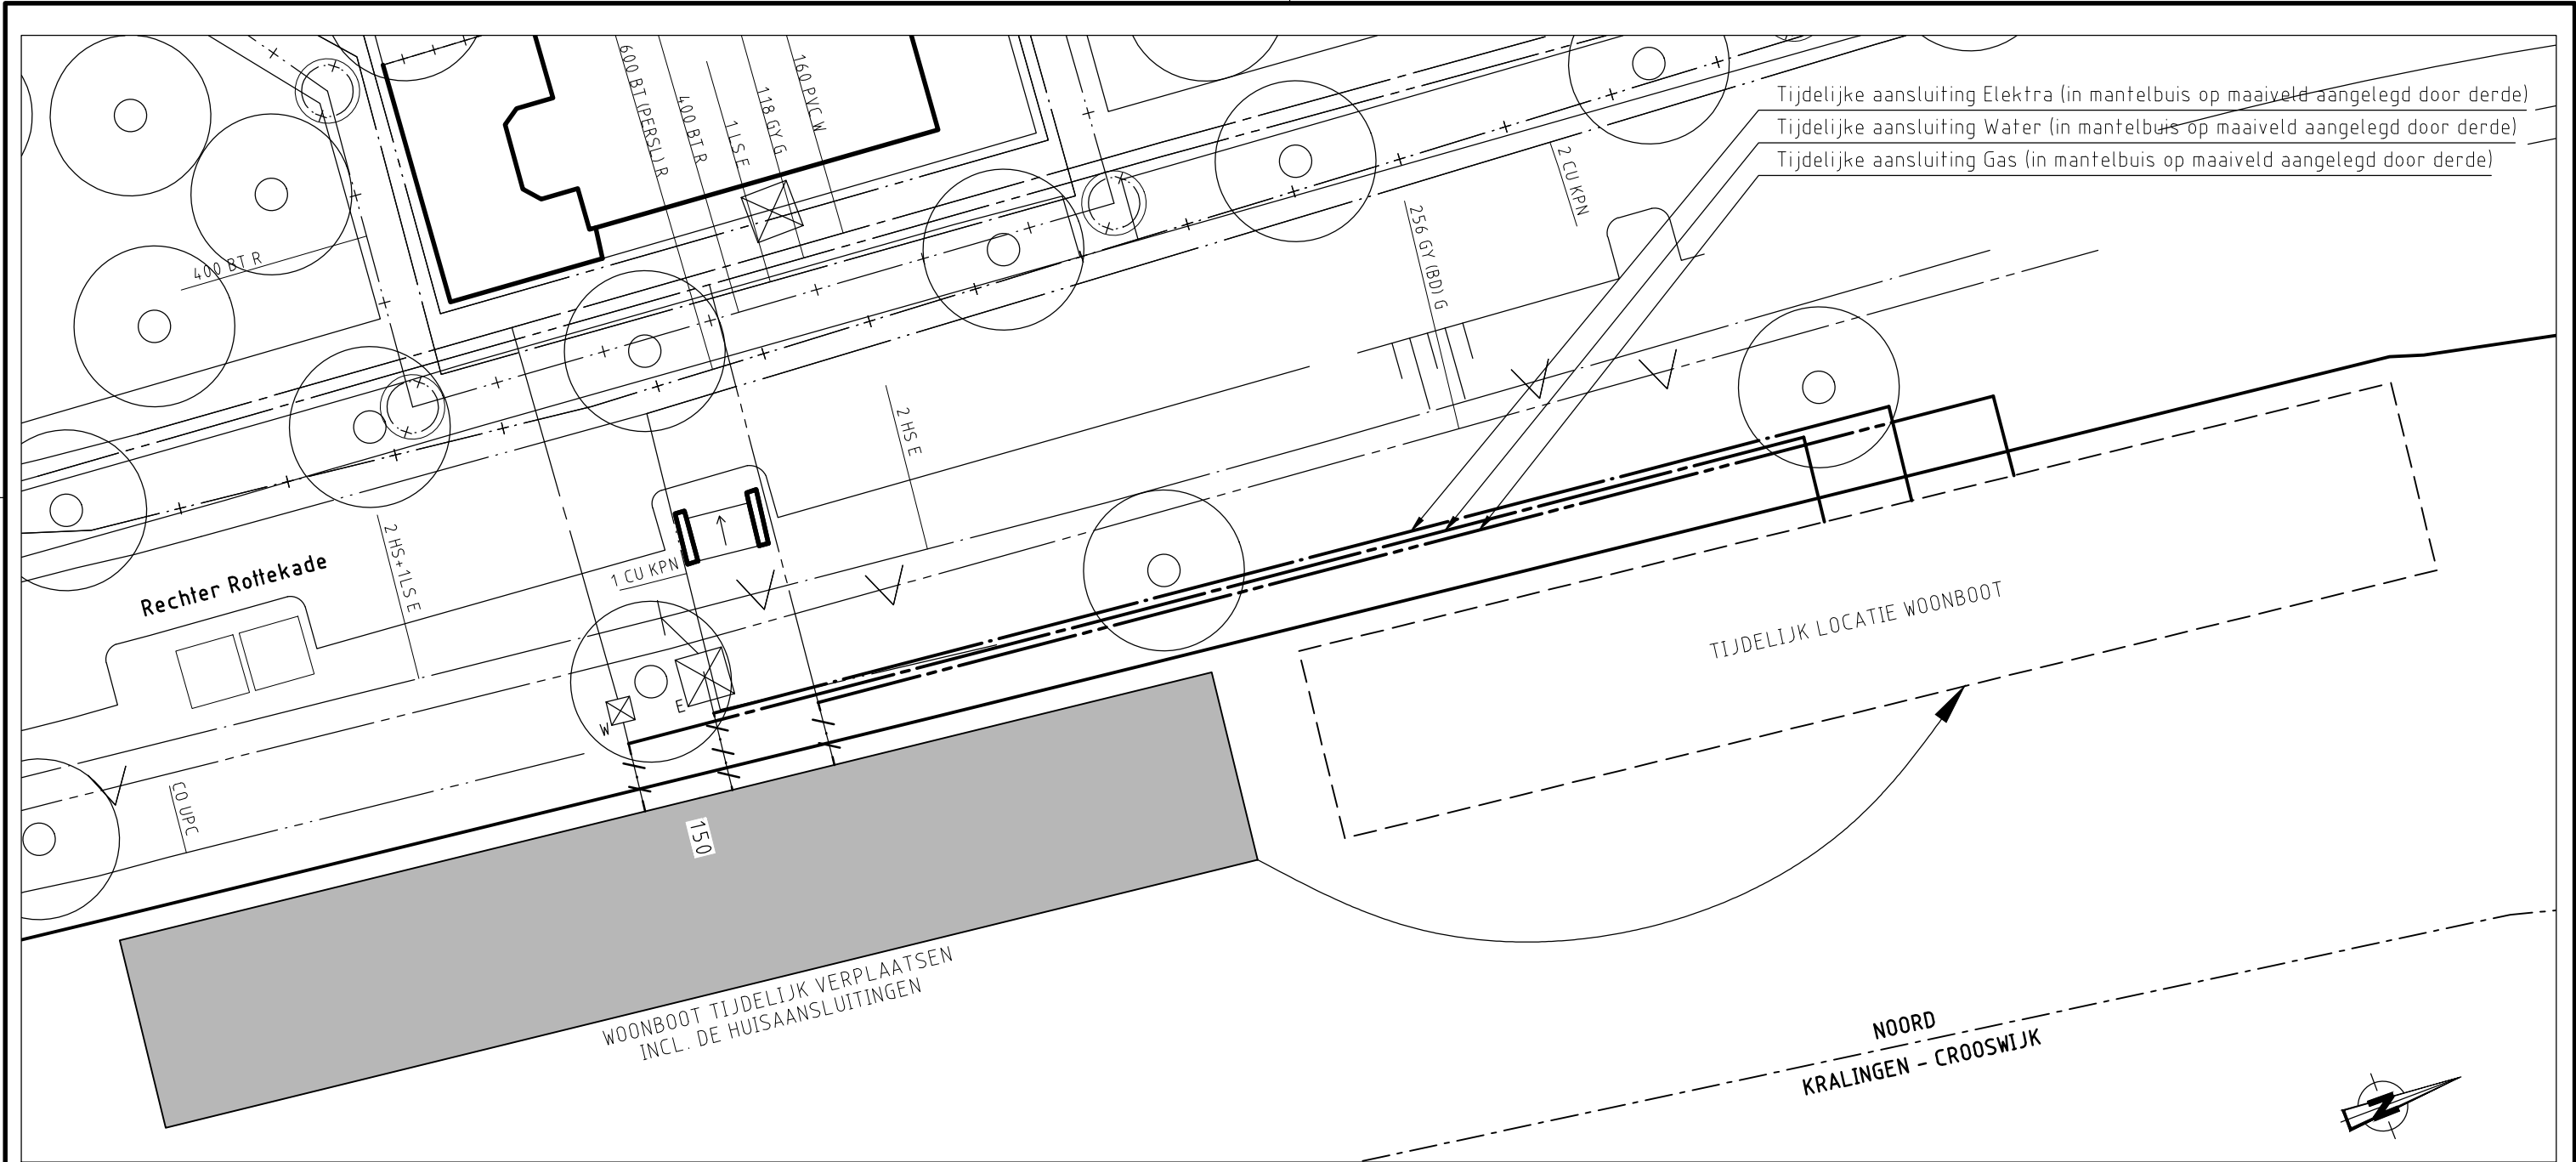 Tijdelijke aansluiting Elektra (in mantelbuis op maaiveld aangelegd door derde)
Tijdelijke aansluiting Water (in mantelbuis op maaiveld aangelegd door derde)
Tijdelijke aansluiting Gas (in mantelbuis op maaiveld aangelegd door derde)
600 BT (PERSL) R
400 BT R
1 LS E
118 GY G
160 PVC W
2 CU KPN
256 GY (BD) G
400 BT R
2 HS E
2 HS+1LS E
1 CU KPN
Rechter Rottekade
W
E
CO UPC
150
TIJDELIJK LOCATIE WOONBOOT
WOONBOOT TIJDELIJK VERPLAATSEN
INCL. DE HUISAANSLUITINGEN
NOORD
KRALINGEN - CROOSWIJK
N